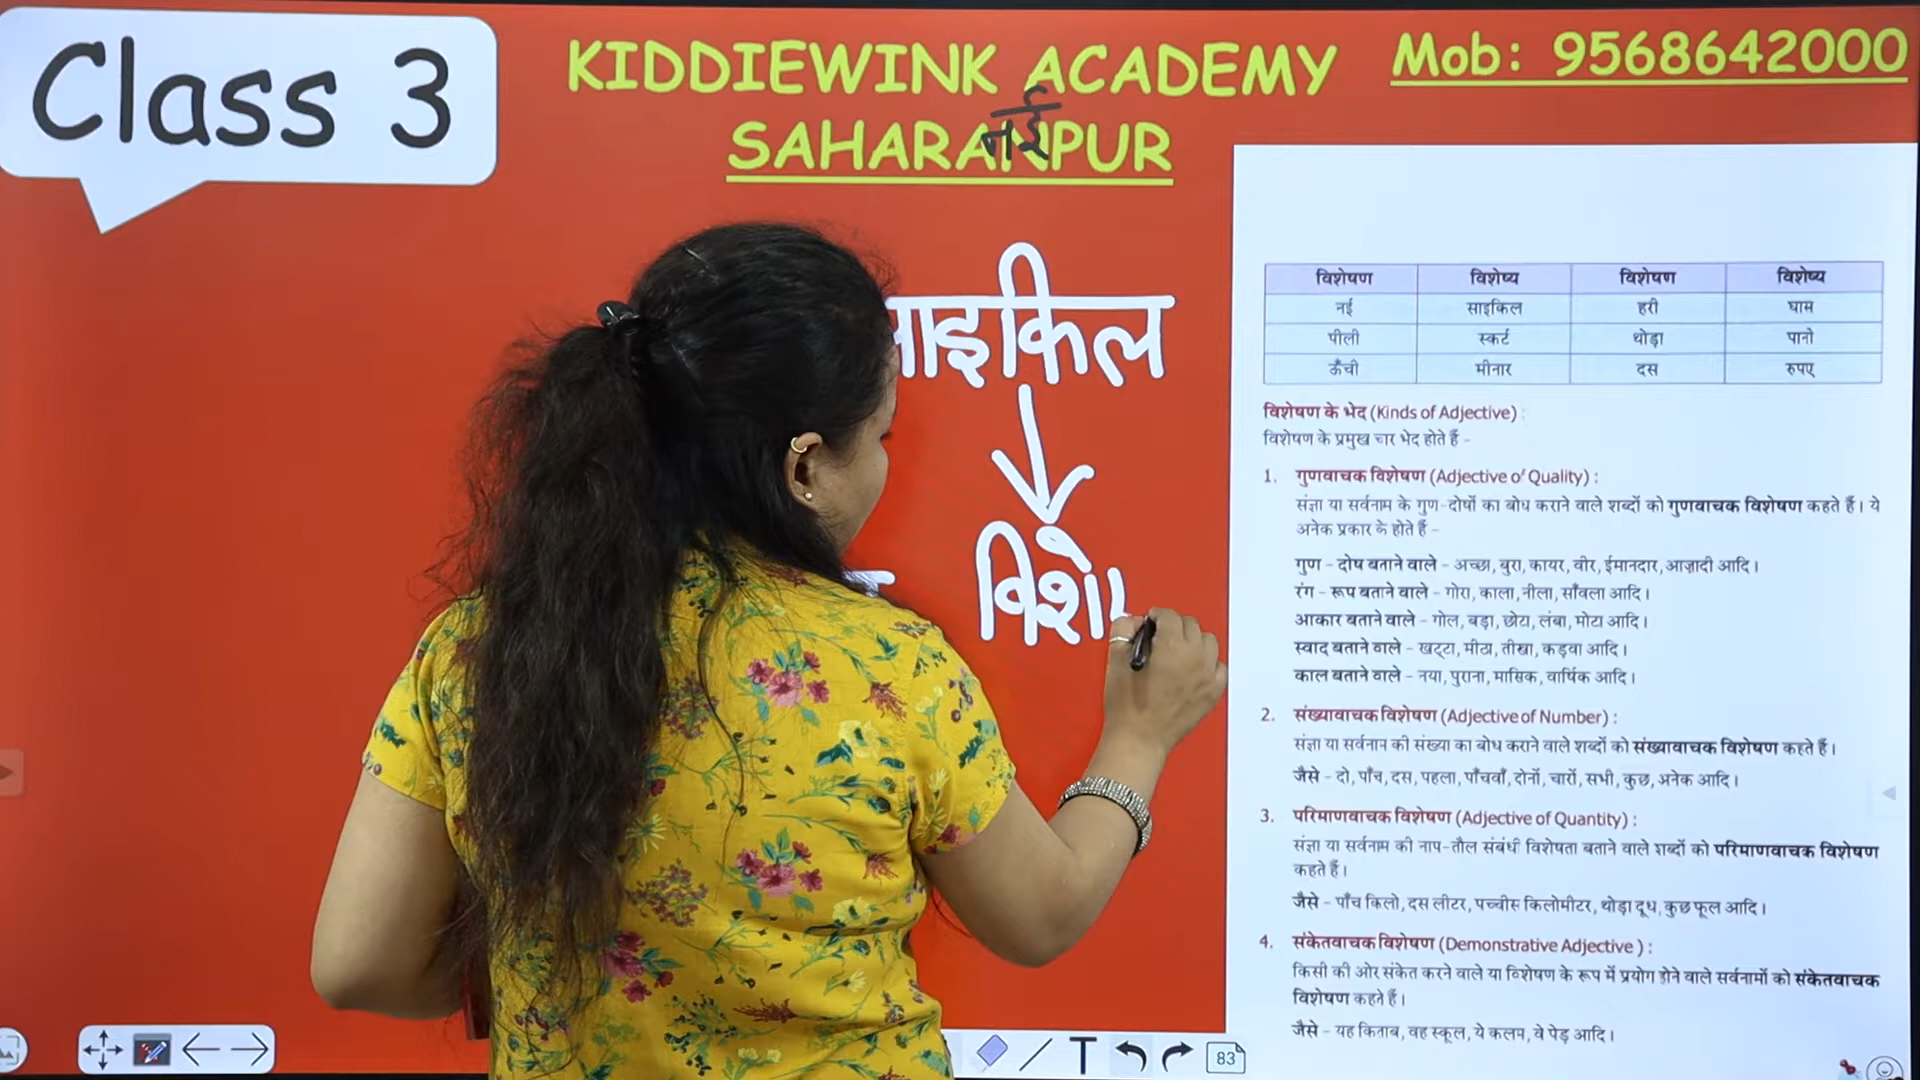 Class 3
KIDDIEWINK ACADEMY
Mob: 9568642000
SAHARANPUR
नई
साइकिल
विशे
विशेषण विशेष्य विशेषण विशेष्य
नई साइकिल हरी घास
पीली स्कर्ट थोड़ा पानी
ऊँची मीनार दस रुपए
विशेषण के भेद (Kinds of Adjective) :
विशेषण के प्रमुख चार भेद होते हैं -
1. गुणवाचक विशेषण (Adjective of Quality) :
संज्ञा या सर्वनाम के गुण-दोषों का बोध कराने वाले शब्दों को गुणवाचक विशेषण कहते हैं। ये
अनेक प्रकार के होते हैं -
गुण - दोष बताने वाले - अच्छा, बुरा, कायर, वीर, ईमानदार, आज़ादी आदि।
रंग - रूप बताने वाले - गोरा, काला, नीला, साँवला आदि।
आकार बताने वाले - गोल, बड़ा, छोटा, लंबा, मोटा आदि।
स्वाद बताने वाले - खट्टा, मीठा, तीखा, कड़वा आदि।
काल बताने वाले - नया, पुराना, मासिक, वार्षिक आदि।
2. संख्यावाचक विशेषण (Adjective of Number) :
संज्ञा या सर्वनाम की संख्या का बोध कराने वाले शब्दों को संख्यावाचक विशेषण कहते हैं।
जैसे - दो, पाँच, दस, पहला, पाँचवाँ, दोनों, चारों, सभी, कुछ, अनेक आदि।
3. परिमाणवाचक विशेषण (Adjective of Quantity) :
संज्ञा या सर्वनाम की नाप-तौल संबंधी विशेषता बताने वाले शब्दों को परिमाणवाचक विशेषण
कहते हैं।
जैसे - पाँच किलो, दस लीटर, पच्चीस किलोमीटर, थोड़ा दूध, कुछ फूल आदि।
4. संकेतवाचक विशेषण (Demonstrative Adjective ) :
किसी की ओर संकेत करने वाले या विशेषण के रूप में प्रयोग होने वाले सर्वनामों को संकेतवाचक
विशेषण कहते हैं।
जैसे - यह किताब, वह स्कूल, ये कलम, वे पेड़ आदि।
T
83